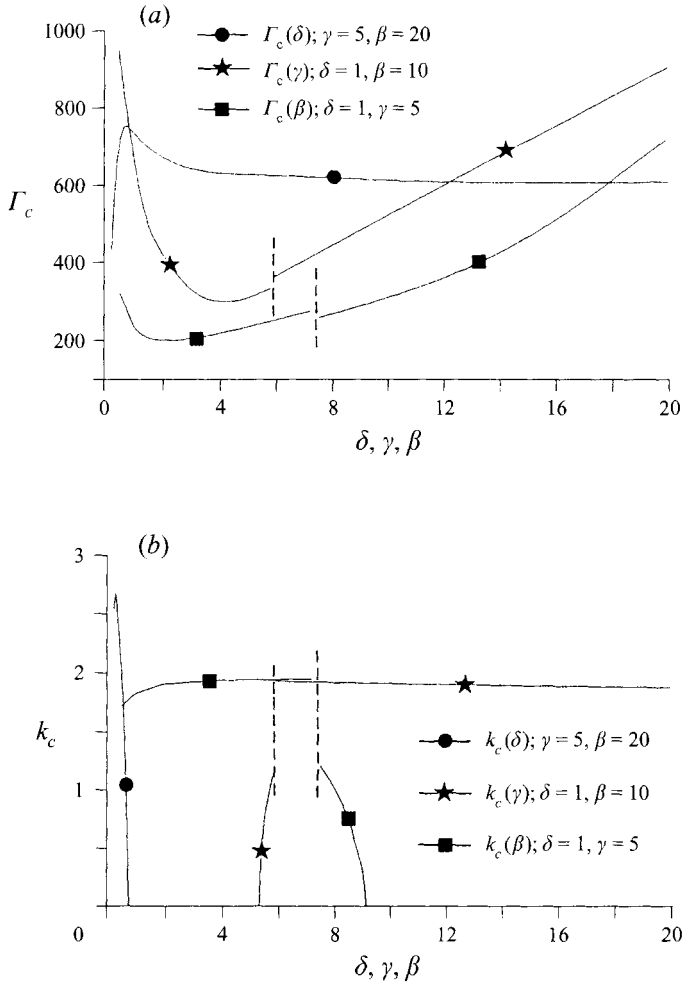 (a)
1000
800
600
400
200
Γc
Γc(δ); γ = 5, β = 20
Γc(γ); δ = 1, β = 10
Γc(β); δ = 1, γ = 5
0 4 8 12 16 20
δ, γ, β
(b)
3
2
1
kc
kc(δ); γ = 5, β = 20
kc(γ); δ = 1, β = 10
kc(β); δ = 1, γ = 5
0 4 8 12 16 20
δ, γ, β